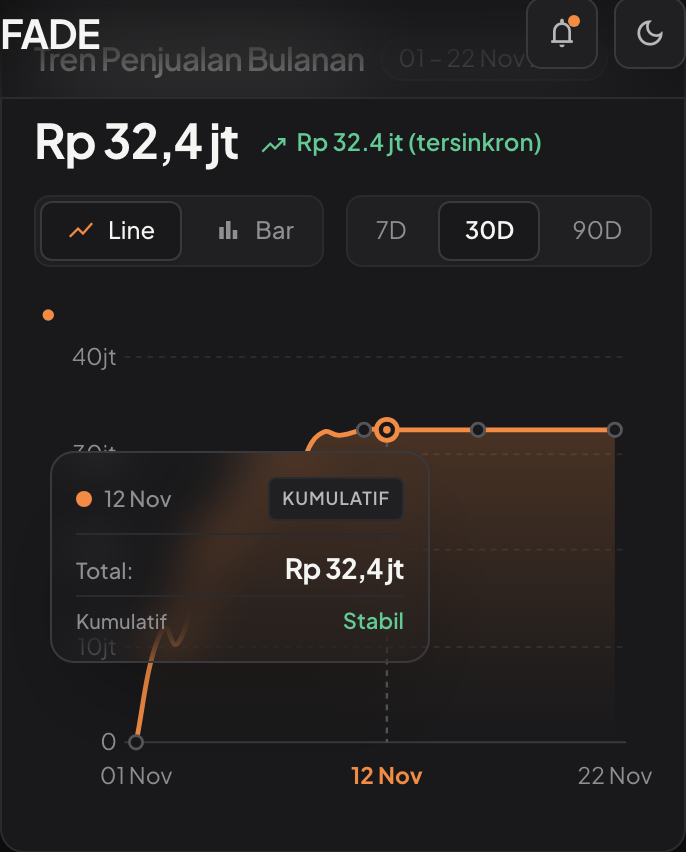 FADE
Tren Penjualan Bulanan 01 – 22 Nov
Rp 32,4 jt Rp 32.4 jt (tersinkron)
Line Bar 7D 30D 90D
40jt
30jt
12 Nov KUMULATIF
Total: Rp 32,4 jt
Kumulatif Stabil
10jt
0
01 Nov 12 Nov 22 Nov